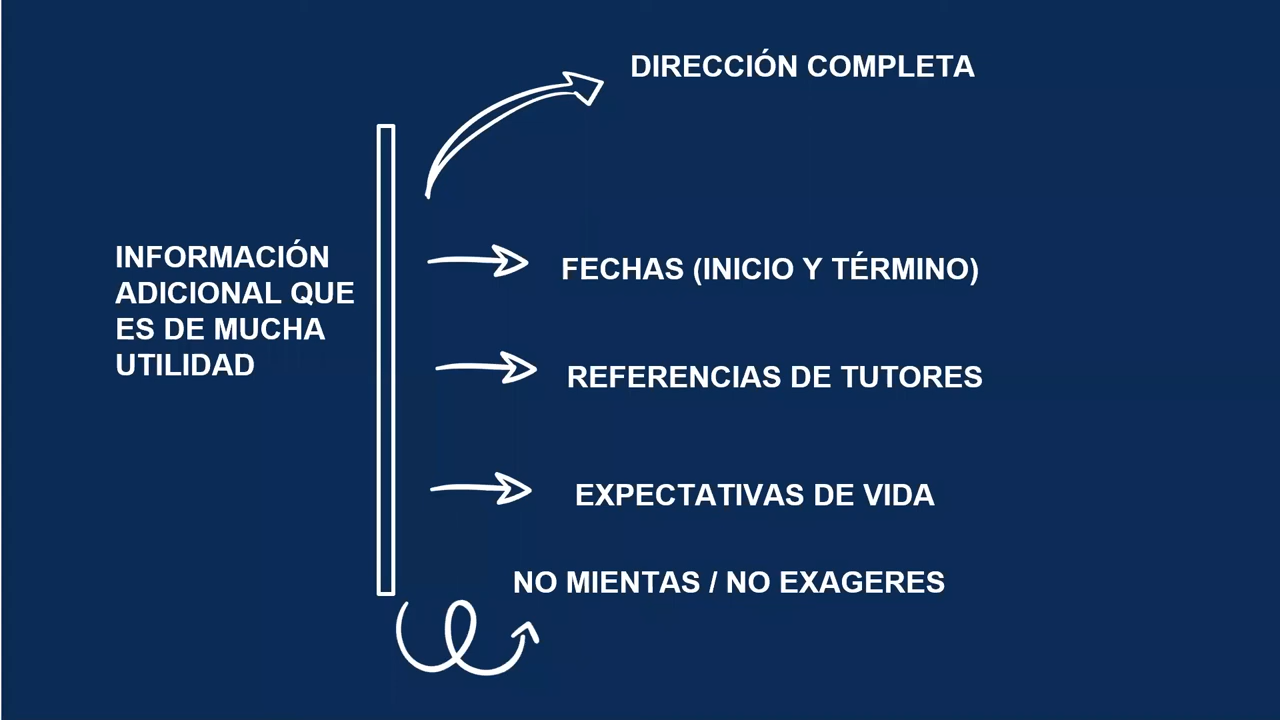 INFORMACIÓN
ADICIONAL QUE
ES DE MUCHA
UTILIDAD
DIRECCIÓN COMPLETA
FECHAS (INICIO Y TÉRMINO)
REFERENCIAS DE TUTORES
EXPECTATIVAS DE VIDA
NO MIENTAS / NO EXAGERES